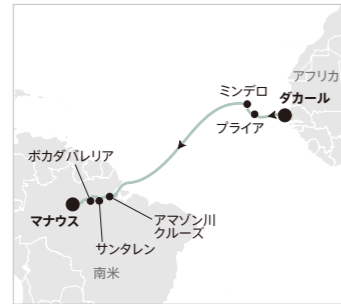 アフリカ
ミンデロ
ダカール
プライア
ボカダバレリア
マナウス
アマゾン川
クルーズ
サンタレン
南米